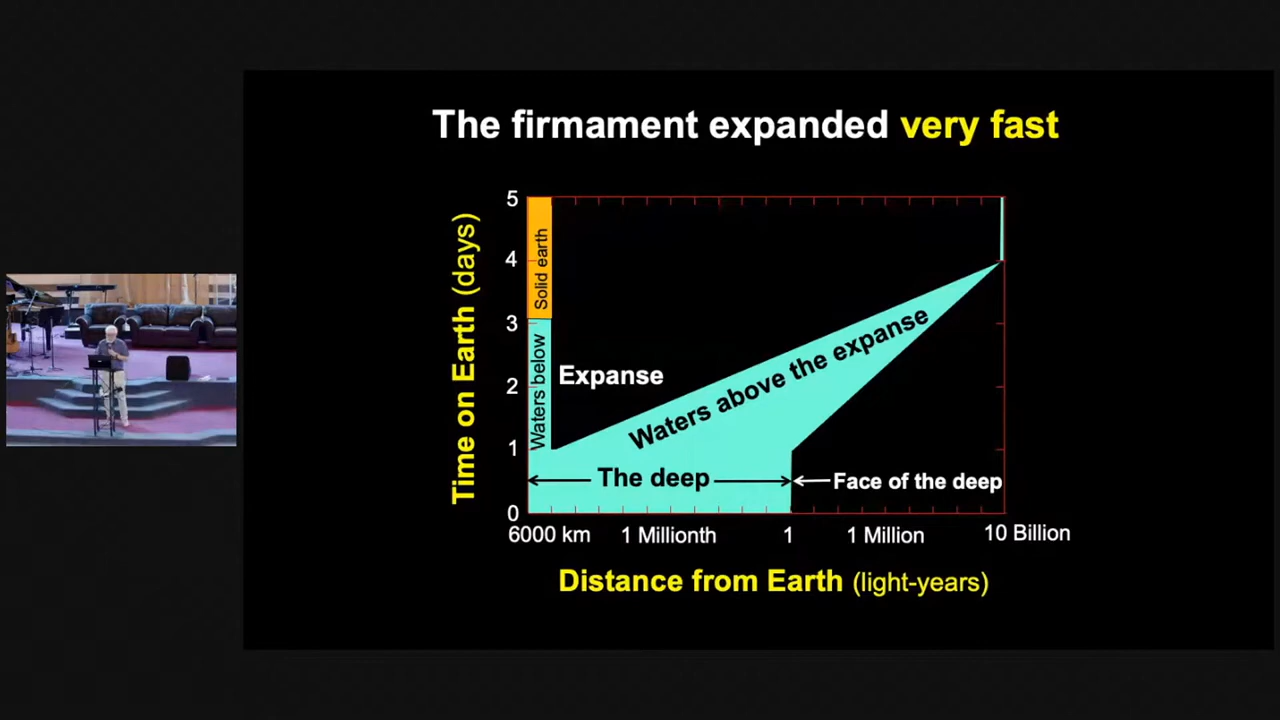 The firmament expanded very fast
Time on Earth (days)
5
4
3
2
1
0
Solid earth
Waters below
Expanse
Waters above the expanse
The deep
Face of the deep
6000 km
1 Millionth
1
1 Million
10 Billion
Distance from Earth (light-years)